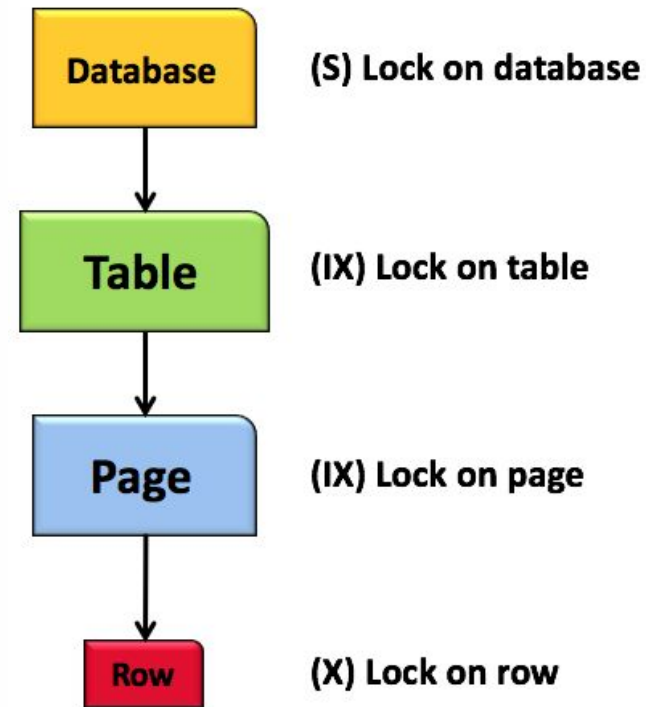 Database
(S) Lock on database
Table
(IX) Lock on table
Page
(IX) Lock on page
Row
(X) Lock on row